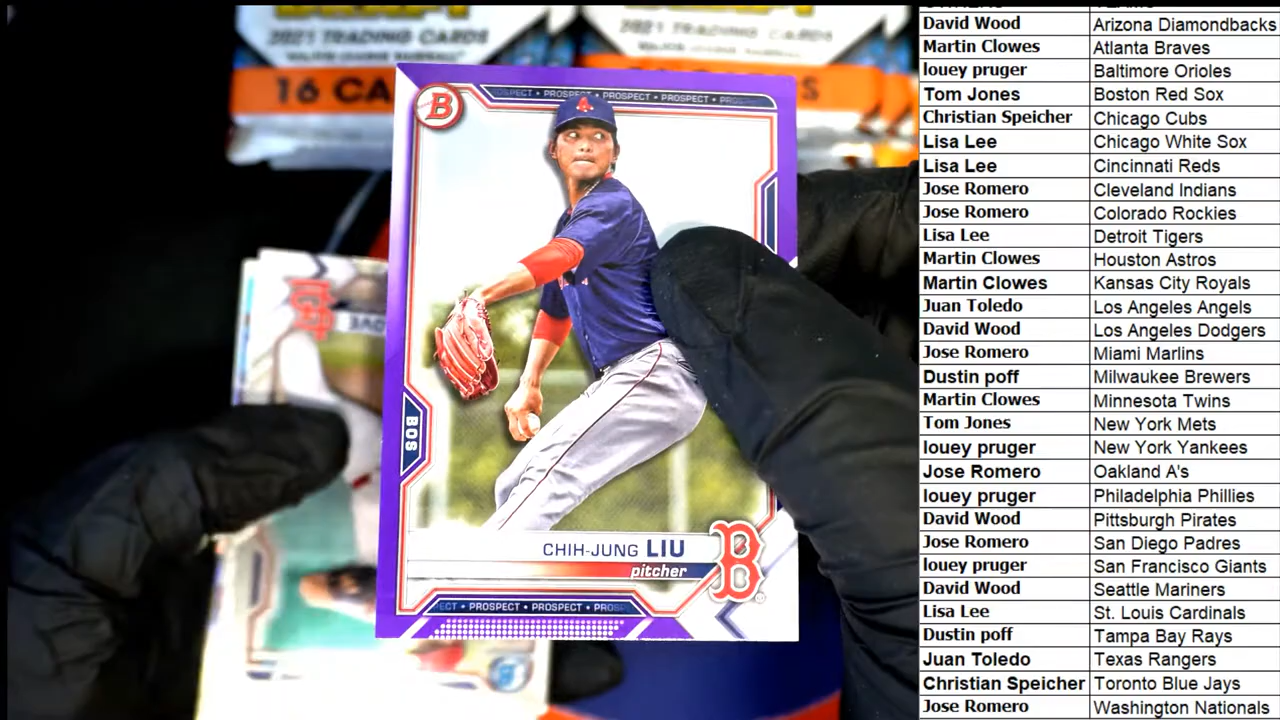 2021 TRADING CARDS
2021 TRADING CARDS
MAJOR LEAGUE BASEBALL
16 CA
PROSPECT • PROSPECT • PROSPECT • PROSPECT
B
BOS
CHIH-JUNG LIU
pitcher
B
ECT • PROSPECT • PROSPECT • PROS
David Wood Arizona Diamondbacks
Martin Clowes Atlanta Braves
louey pruger Baltimore Orioles
Tom Jones Boston Red Sox
Christian Speicher Chicago Cubs
Lisa Lee Chicago White Sox
Lisa Lee Cincinnati Reds
Jose Romero Cleveland Indians
Jose Romero Colorado Rockies
Lisa Lee Detroit Tigers
Martin Clowes Houston Astros
Martin Clowes Kansas City Royals
Juan Toledo Los Angeles Angels
David Wood Los Angeles Dodgers
Jose Romero Miami Marlins
Dustin poff Milwaukee Brewers
Martin Clowes Minnesota Twins
Tom Jones New York Mets
louey pruger New York Yankees
Jose Romero Oakland A's
louey pruger Philadelphia Phillies
David Wood Pittsburgh Pirates
Jose Romero San Diego Padres
louey pruger San Francisco Giants
David Wood Seattle Mariners
Lisa Lee St. Louis Cardinals
Dustin poff Tampa Bay Rays
Juan Toledo Texas Rangers
Christian Speicher Toronto Blue Jays
Jose Romero Washington Nationals